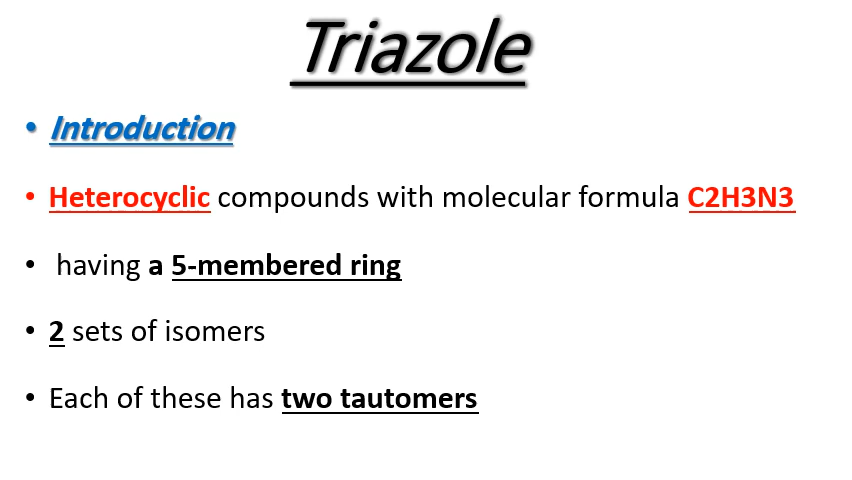 Triazole
• Introduction
• Heterocyclic compounds with molecular formula C2H3N3
• having a 5-membered ring
• 2 sets of isomers
• Each of these has two tautomers